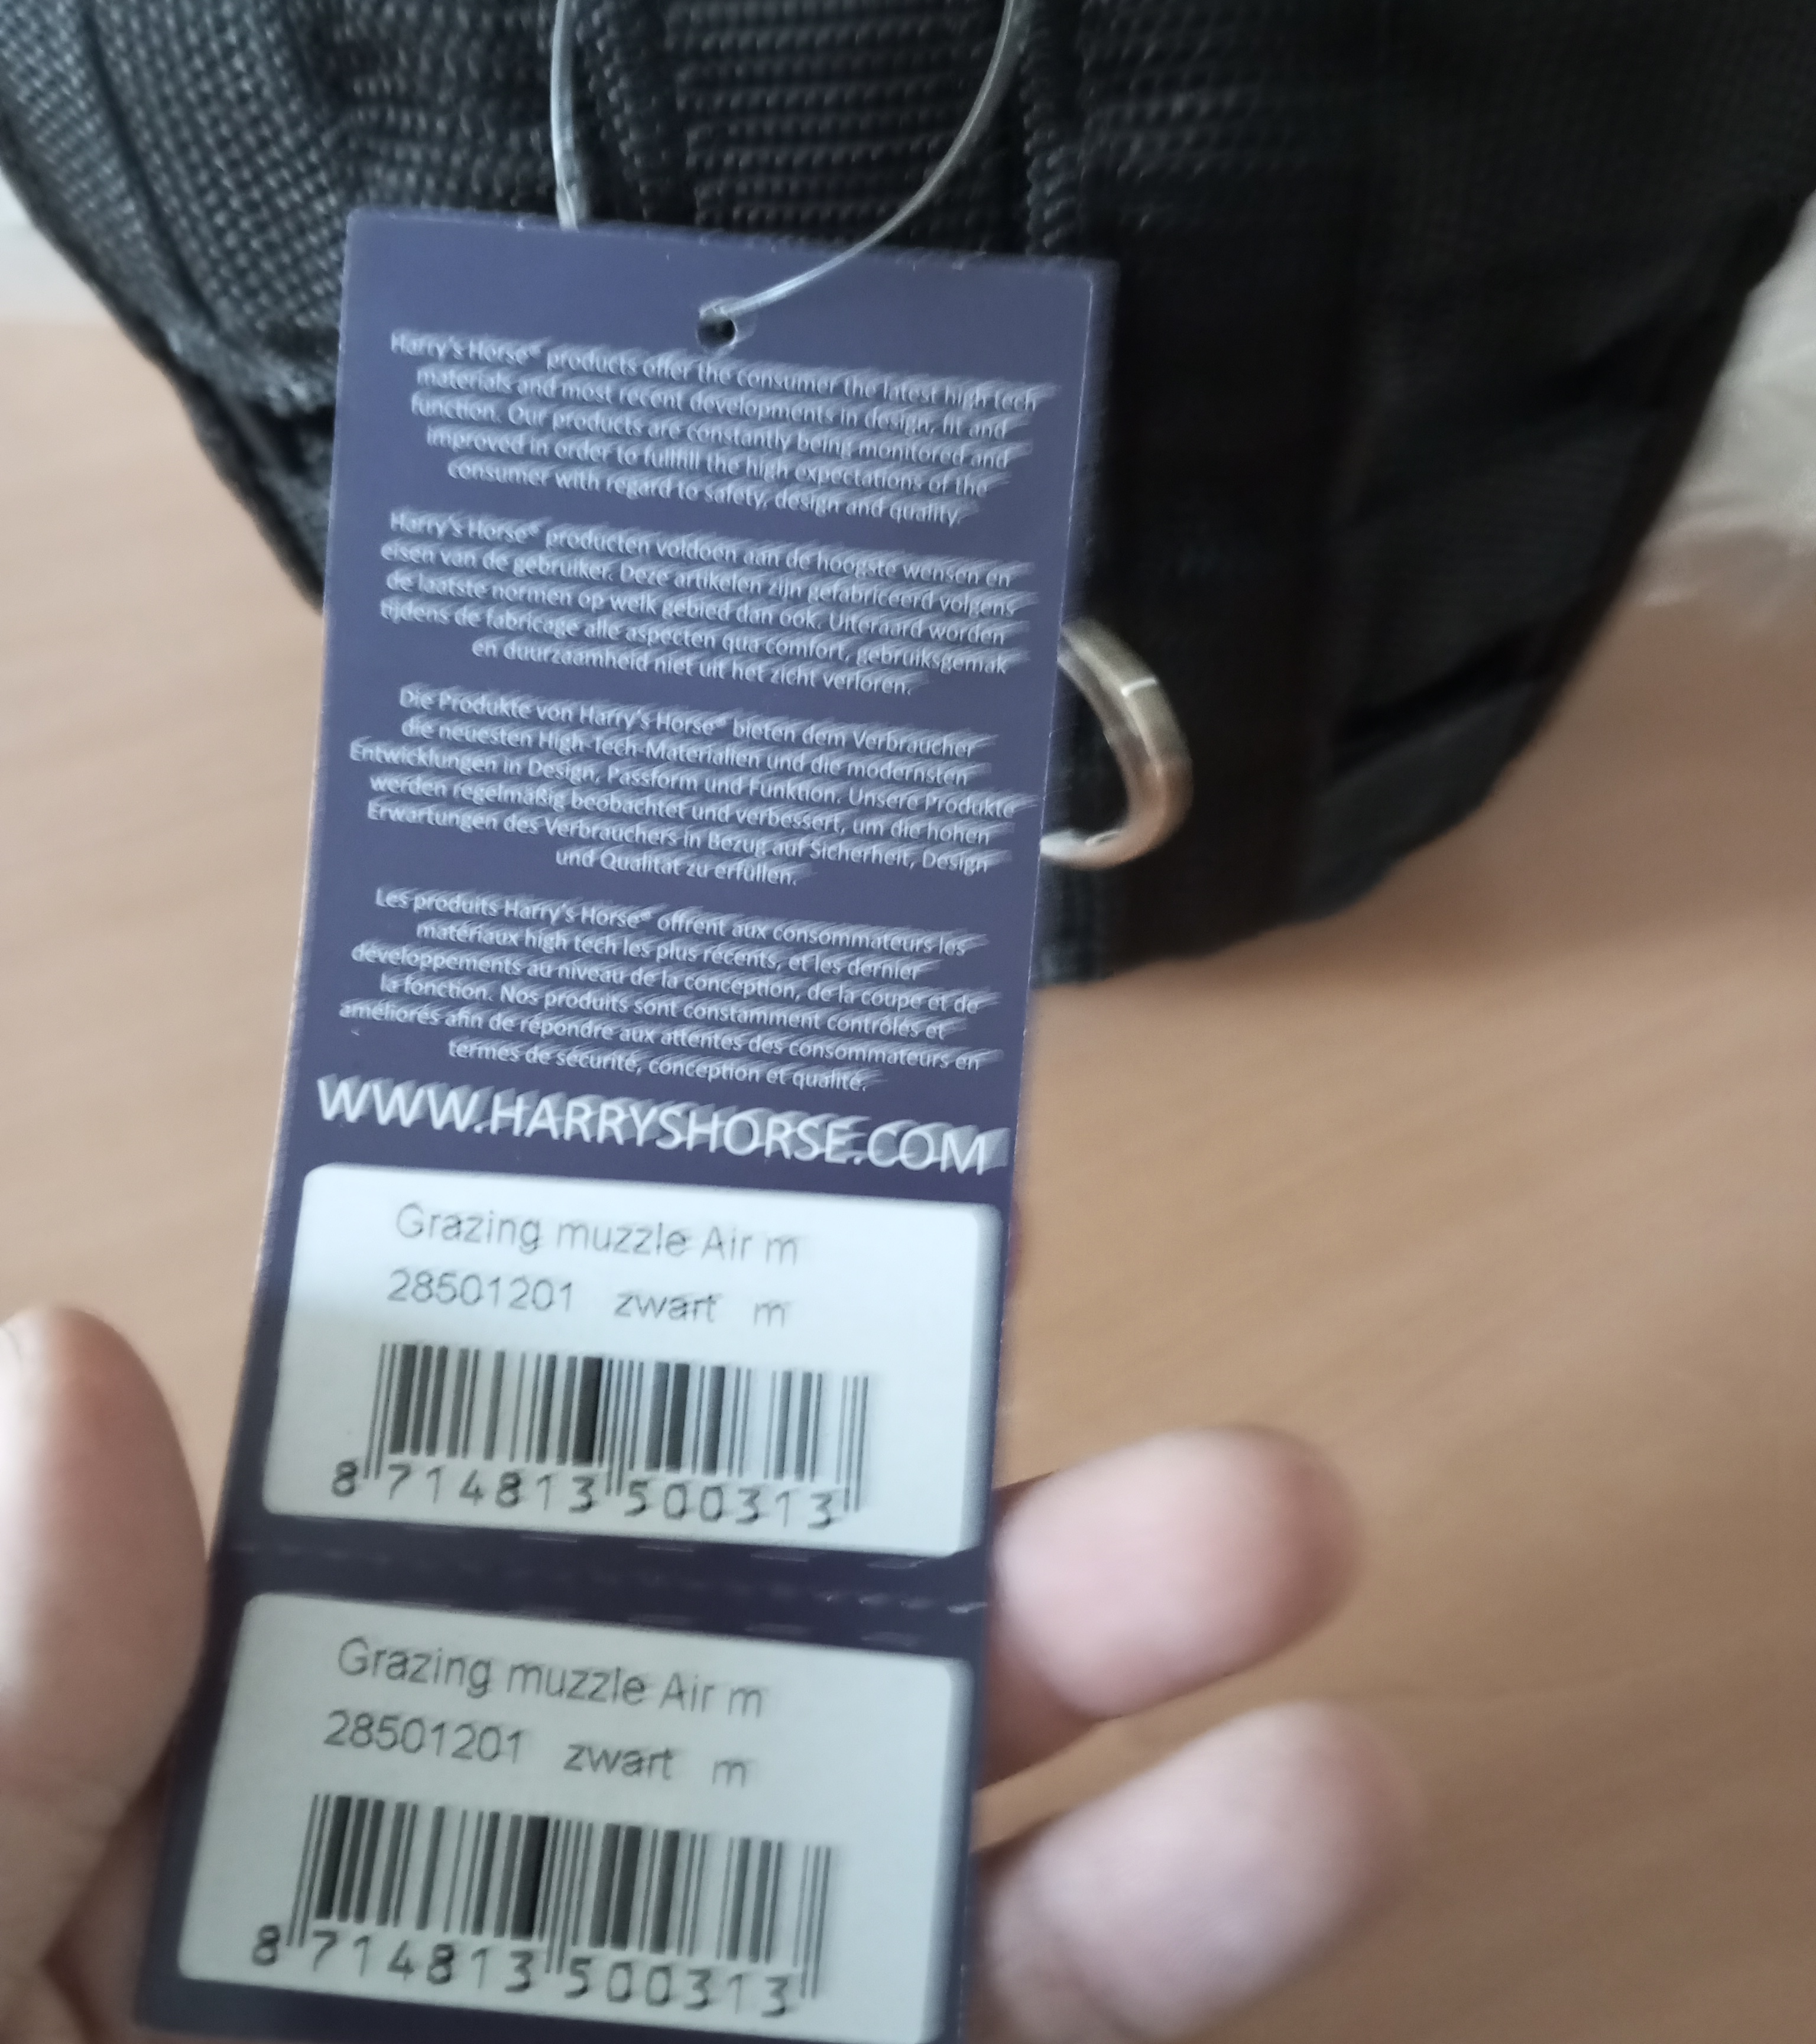 Harry's Horse® products offer the consumer the latest high tech
materials and most recent developments in design, fit and
function. Our products are constantly being monitored and
improved in order to fullfill the high expectations of the
consumer with regard to safety, design and quality.
Harry's Horse® producten voldoen aan de hoogste wensen en
eisen van de gebruiker. Deze artikelen zijn gefabriceerd volgens
de laatste normen op welk gebied dan ook. Uiteraard worden
tijdens de fabricage alle aspecten qua comfort, gebruiksgemak
en duurzaamheid niet uit het zicht verloren.
Die Produkte von Harry's Horse® bieten dem Verbraucher
die neuesten High-Tech-Materialien und die modernsten
Entwicklungen in Design, Passform und Funktion. Unsere Produkte
werden regelmäßig beobachtet und verbessert, um die hohen
Erwartungen des Verbrauchers in Bezug auf Sicherheit, Design
und Qualität zu erfüllen.
Les produits Harry's Horse® offrent aux consommateurs les
matériaux high tech les plus récents, et les dernier
développements au niveau de la conception, de la coupe et de
la fonction. Nos produits sont constamment contrôlés et
améliorés afin de répondre aux attentes des consommateurs en
termes de sécurité, conception et qualité.
WWW.HARRYSHORSE.COM
Grazing muzzle Air m
28501201 zwart m
8 714813 500313
Grazing muzzle Air m
28501201 zwart m
8 714813 500313